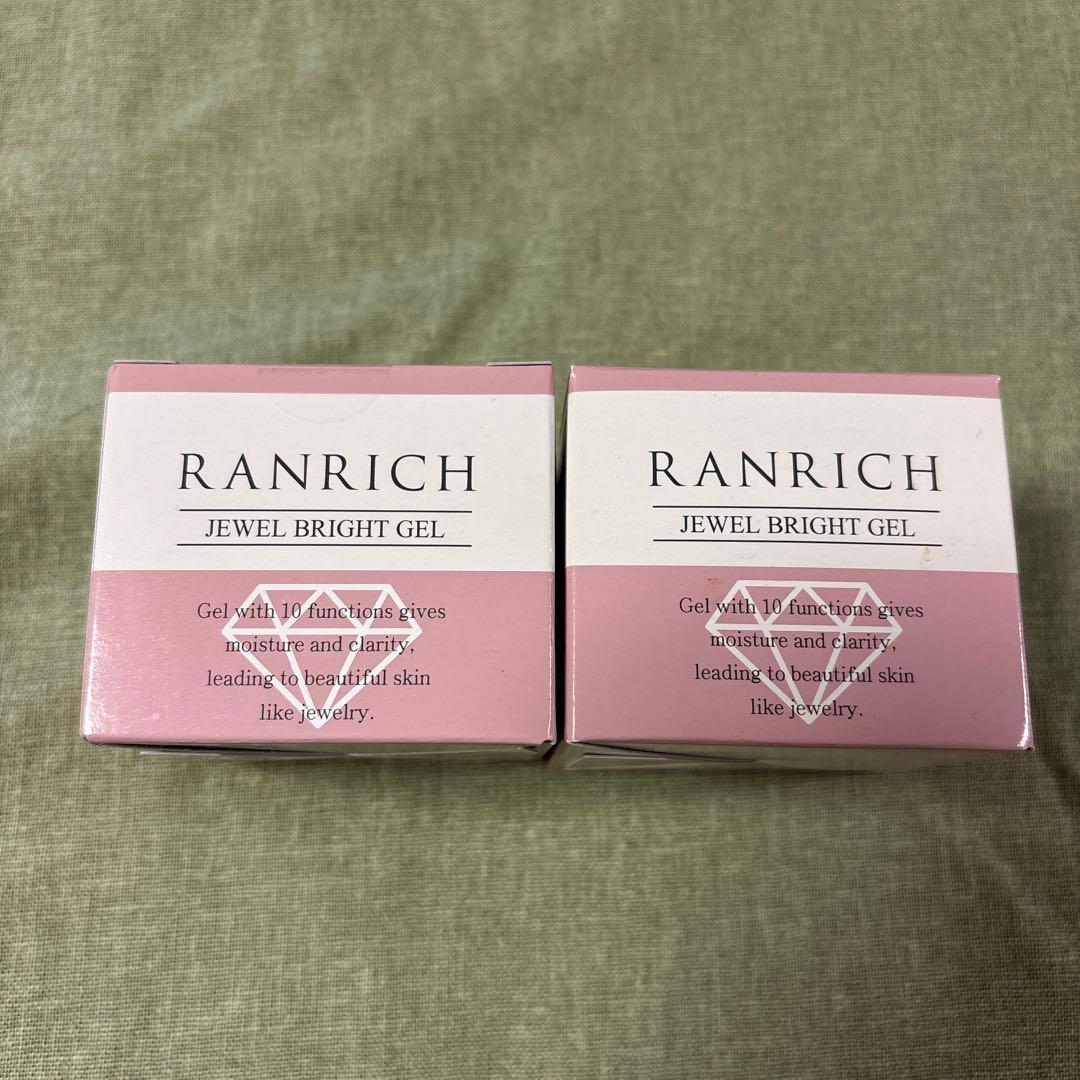 RANRICH
JEWEL BRIGHT GEL
Gel with 10 functions gives
moisture and clarity,
leading to beautiful skin
like jewelry.
RANRICH
JEWEL BRIGHT GEL
Gel with 10 functions gives
moisture and clarity,
leading to beautiful skin
like jewelry.